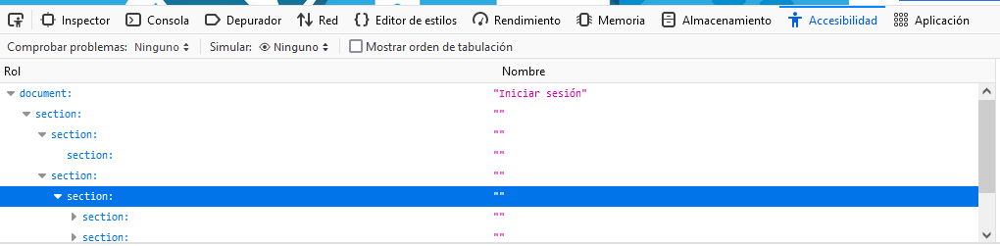 Inspector Consola Depurador Red Editor de estilos Rendimiento Memoria Almacenamiento Accesibilidad Aplicación
Comprobar problemas: Ninguno Simular: Ninguno Mostrar orden de tabulación
Rol Nombre
document: "Iniciar sesión"
section: ""
section: ""
section: ""
section: ""
section: ""
section: ""
section: ""